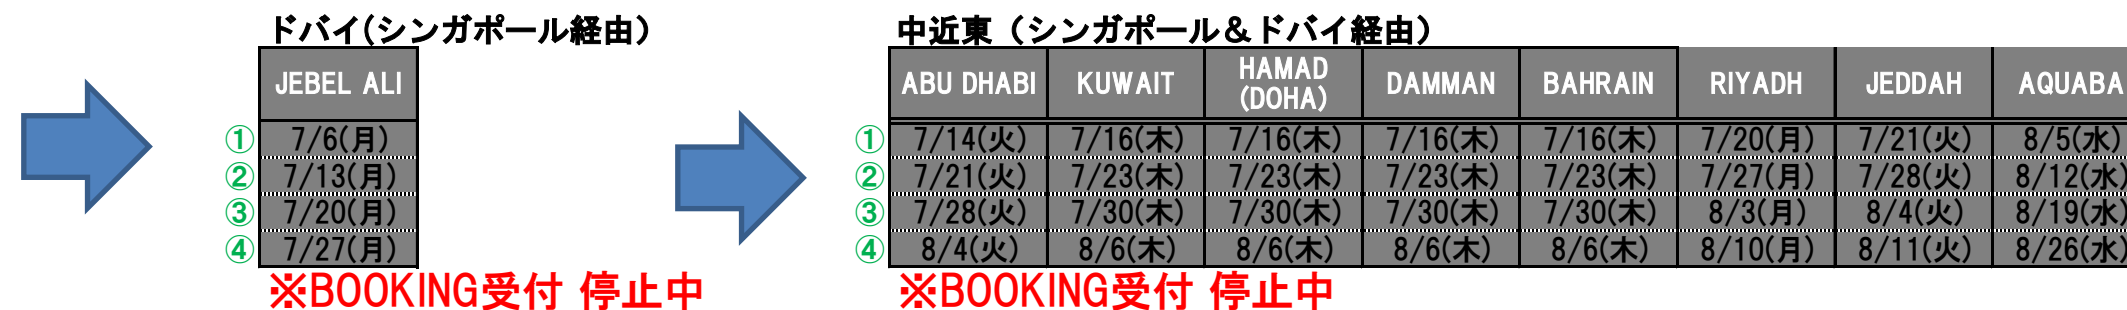 ドバイ(シンガポール経由)
JEBEL ALI
① 7/6(月)
② 7/13(月)
③ 7/20(月)
④ 7/27(月)
※BOOKING受付 停止中
中近東（シンガポール＆ドバイ経由）
ABU DHABI KUWAIT HAMAD (DOHA) DAMMAN BAHRAIN RIYADH JEDDAH AQUABA
① 7/14(火) 7/16(木) 7/16(木) 7/16(木) 7/16(木) 7/20(月) 7/21(火) 8/5(水)
② 7/21(火) 7/23(木) 7/23(木) 7/23(木) 7/23(木) 7/27(月) 7/28(火) 8/12(水)
③ 7/28(火) 7/30(木) 7/30(木) 7/30(木) 7/30(木) 8/3(月) 8/4(火) 8/19(水)
④ 8/4(火) 8/6(木) 8/6(木) 8/6(木) 8/6(木) 8/10(月) 8/11(火) 8/26(水)
※BOOKING受付 停止中